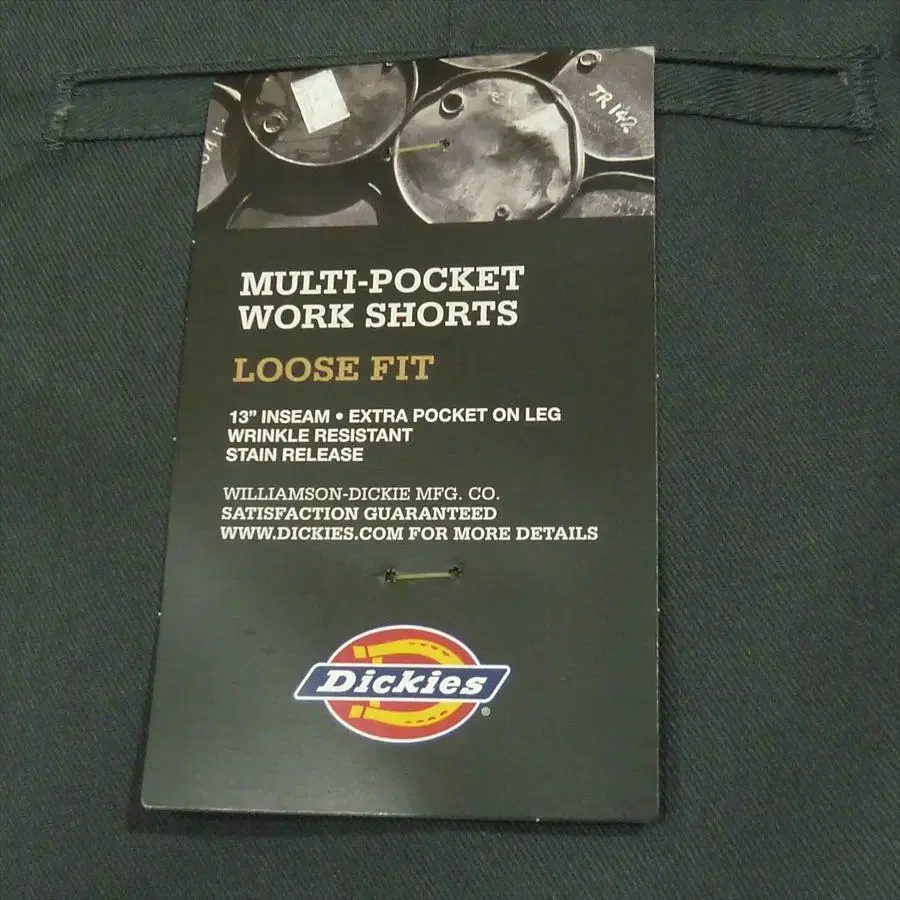 TR 142
MULTI-POCKET
WORK SHORTS
LOOSE FIT
13” INSEAM • EXTRA POCKET ON LEG
WRINKLE RESISTANT
STAIN RELEASE
WILLIAMSON-DICKIE MFG. CO.
SATISFACTION GUARANTEED
WWW.DICKIES.COM FOR MORE DETAILS
Dickies®